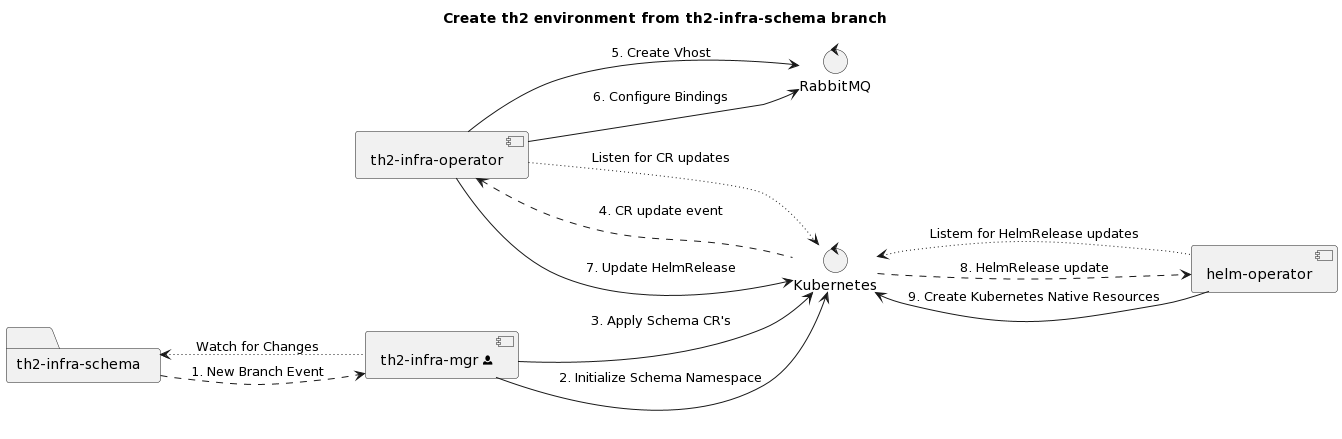 Create th2 environment from th2-infra-schema branch
5. Create Vhost
RabbitMQ
6. Configure Bindings
th2-infra-operator
Listen for CR updates
4. CR update event
Listem for HelmRelease updates
7. Update HelmRelease
8. HelmRelease update
helm-operator
Kubernetes
9. Create Kubernetes Native Resources
3. Apply Schema CR's
Watch for Changes
th2-infra-schema
th2-infra-mgr
1. New Branch Event
2. Initialize Schema Namespace